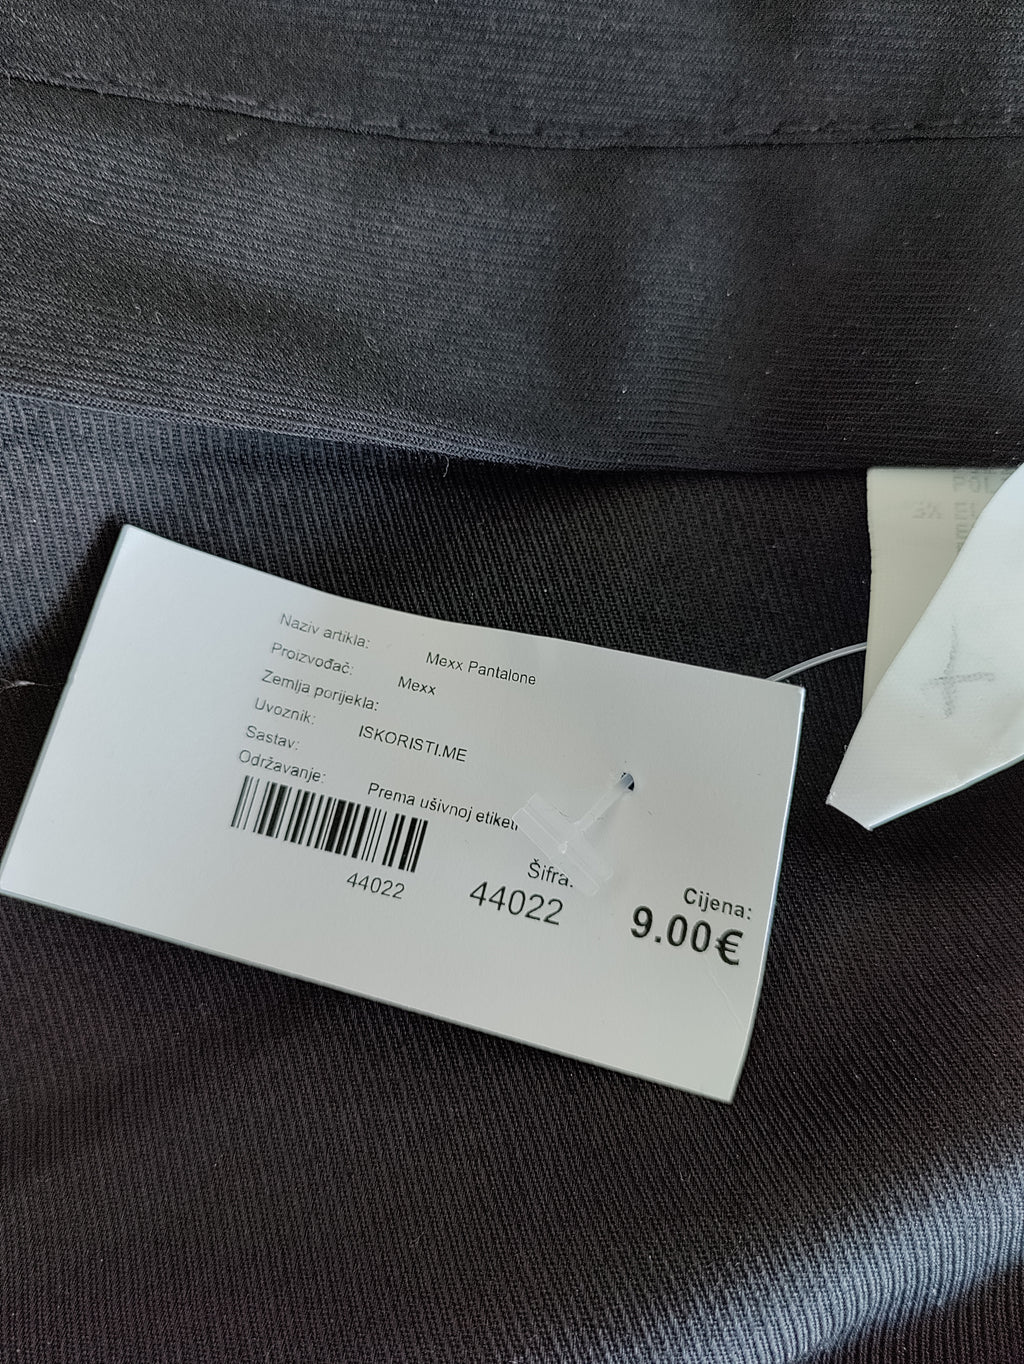 Naziv artikla: Mexx Pantalone
Proizvođač: Mexx
Zemlja porijekla:
Uvoznik: ISKORISTI.ME
Sastav:
Održavanje: Prema ušivnoj etiketi
44022
Šifra:
44022
Cijena:
9.00€